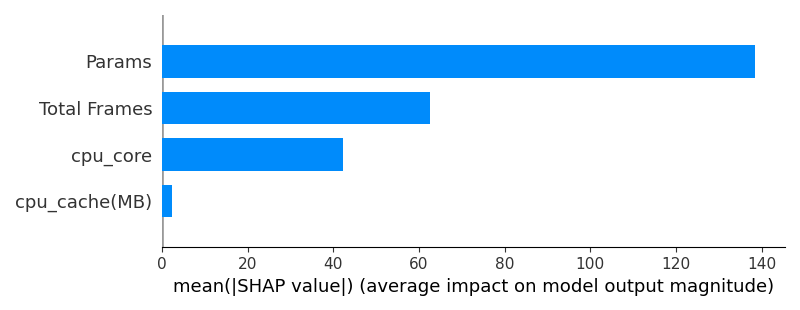 Params
Total Frames
cpu_core
cpu_cache(MB)
0 20 40 60 80 100 120 140
mean(|SHAP value|) (average impact on model output magnitude)